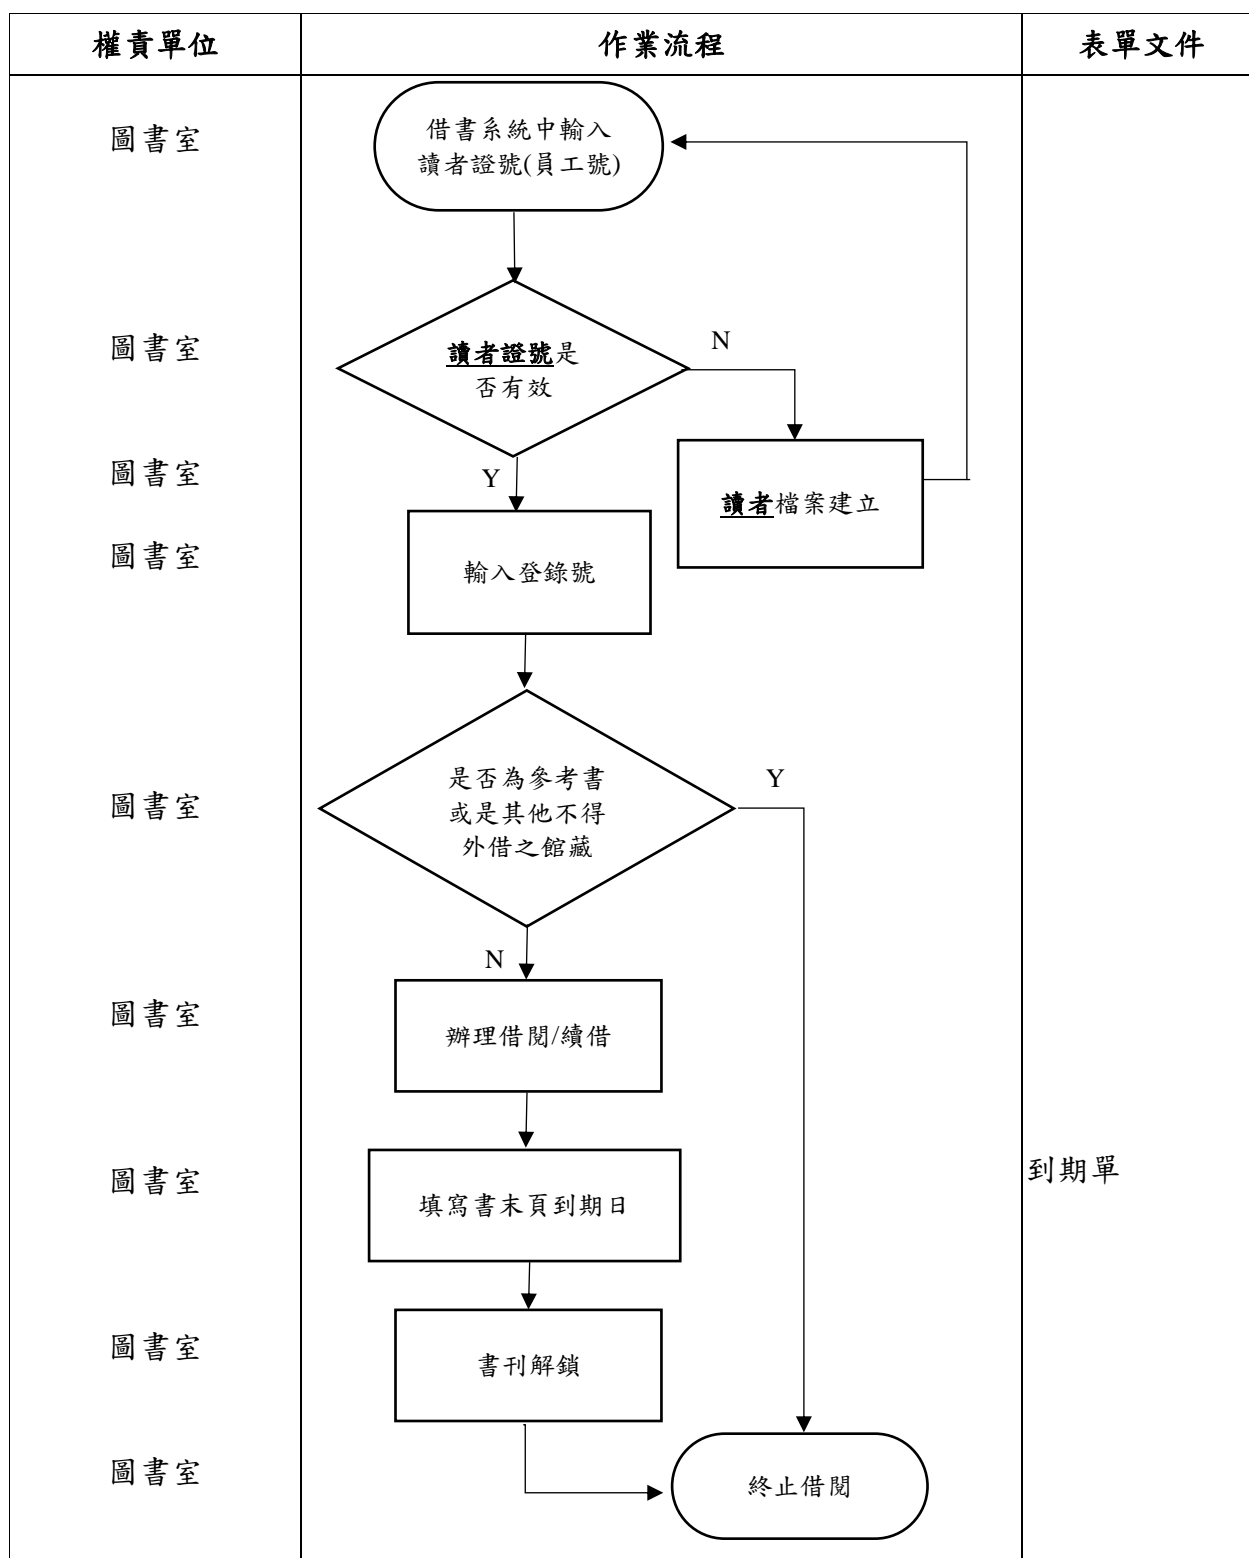 權責單位
作業流程
表單文件
圖書室
借書系統中輸入
讀者證號(員工號)
圖書室
讀者證號是
否有效
N
圖書室
Y
讀者檔案建立
圖書室
輸入登錄號
圖書室
是否為參考書
或是其他不得
外借之館藏
Y
N
圖書室
辦理借閱/續借
圖書室
填寫書末頁到期日
到期單
圖書室
書刊解鎖
圖書室
終止借閱